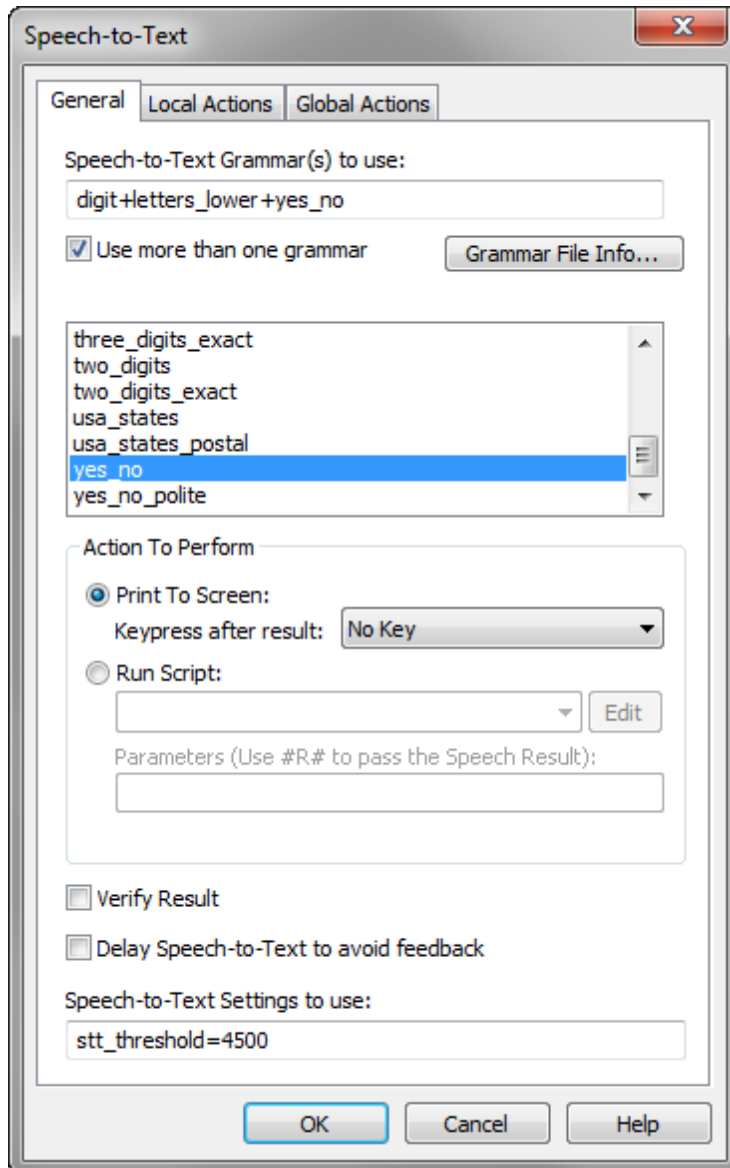 Speech-to-Text
General Local Actions Global Actions
Speech-to-Text Grammar(s) to use:
digit+letters_lower+yes_no
Use more than one grammar Grammar File Info...
three_digits_exact
two_digits
two_digits_exact
usa_states
usa_states_postal
yes_no
yes_no_polite
Action To Perform
Print To Screen:
Keypress after result: No Key
Run Script:
Edit
Parameters (Use #R# to pass the Speech Result):
Verify Result
Delay Speech-to-Text to avoid feedback
Speech-to-Text Settings to use:
stt_threshold=4500
OK Cancel Help